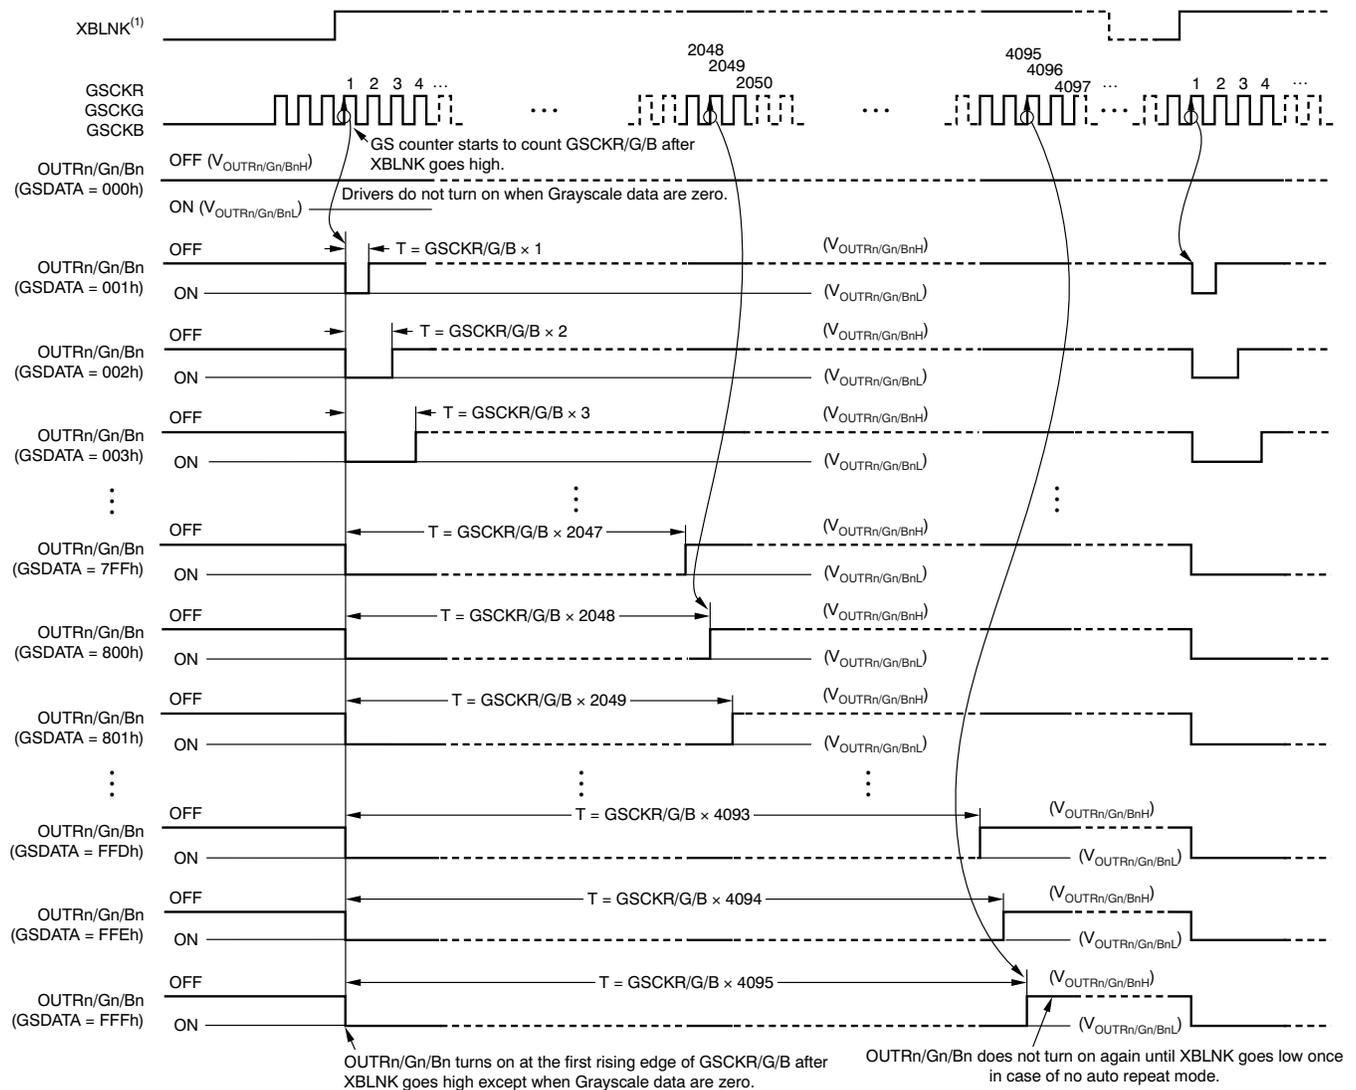 XBLNK(1)
2048
2049
2050
4095
4096
4097
GSCKR
GSCKG
GSCKB
1 2 3 4 ...
...
...
...
1 2 3 4 ...
GS counter starts to count GSCKR/G/B after
XBLNK goes high.
OUTRn/Gn/Bn
(GSDATA = 000h)
OFF (VOUTRn/Gn/BnH)
Drivers do not turn on when Grayscale data are zero.
ON (VOUTRn/Gn/BnL)
OUTRn/Gn/Bn
(GSDATA = 001h)
OFF
T = GSCKR/G/B × 1
(VOUTRn/Gn/BnH)
ON
(VOUTRn/Gn/BnL)
OUTRn/Gn/Bn
(GSDATA = 002h)
OFF
T = GSCKR/G/B × 2
(VOUTRn/Gn/BnH)
ON
(VOUTRn/Gn/BnL)
OUTRn/Gn/Bn
(GSDATA = 003h)
OFF
T = GSCKR/G/B × 3
(VOUTRn/Gn/BnH)
ON
(VOUTRn/Gn/BnL)
OUTRn/Gn/Bn
(GSDATA = 7FFh)
OFF
T = GSCKR/G/B × 2047
(VOUTRn/Gn/BnH)
ON
(VOUTRn/Gn/BnL)
OUTRn/Gn/Bn
(GSDATA = 800h)
OFF
T = GSCKR/G/B × 2048
(VOUTRn/Gn/BnH)
ON
(VOUTRn/Gn/BnL)
OUTRn/Gn/Bn
(GSDATA = 801h)
OFF
T = GSCKR/G/B × 2049
(VOUTRn/Gn/BnH)
ON
(VOUTRn/Gn/BnL)
OUTRn/Gn/Bn
(GSDATA = FFDh)
OFF
T = GSCKR/G/B × 4093
(VOUTRn/Gn/BnH)
ON
(VOUTRn/Gn/BnL)
OUTRn/Gn/Bn
(GSDATA = FFEh)
OFF
T = GSCKR/G/B × 4094
(VOUTRn/Gn/BnH)
ON
(VOUTRn/Gn/BnL)
OUTRn/Gn/Bn
(GSDATA = FFFh)
OFF
T = GSCKR/G/B × 4095
(VOUTRn/Gn/BnH)
ON
(VOUTRn/Gn/BnL)
OUTRn/Gn/Bn turns on at the first rising edge of GSCKR/G/B after
XBLNK goes high except when Grayscale data are zero.
OUTRn/Gn/Bn does not turn on again until XBLNK goes low once
in case of no auto repeat mode.